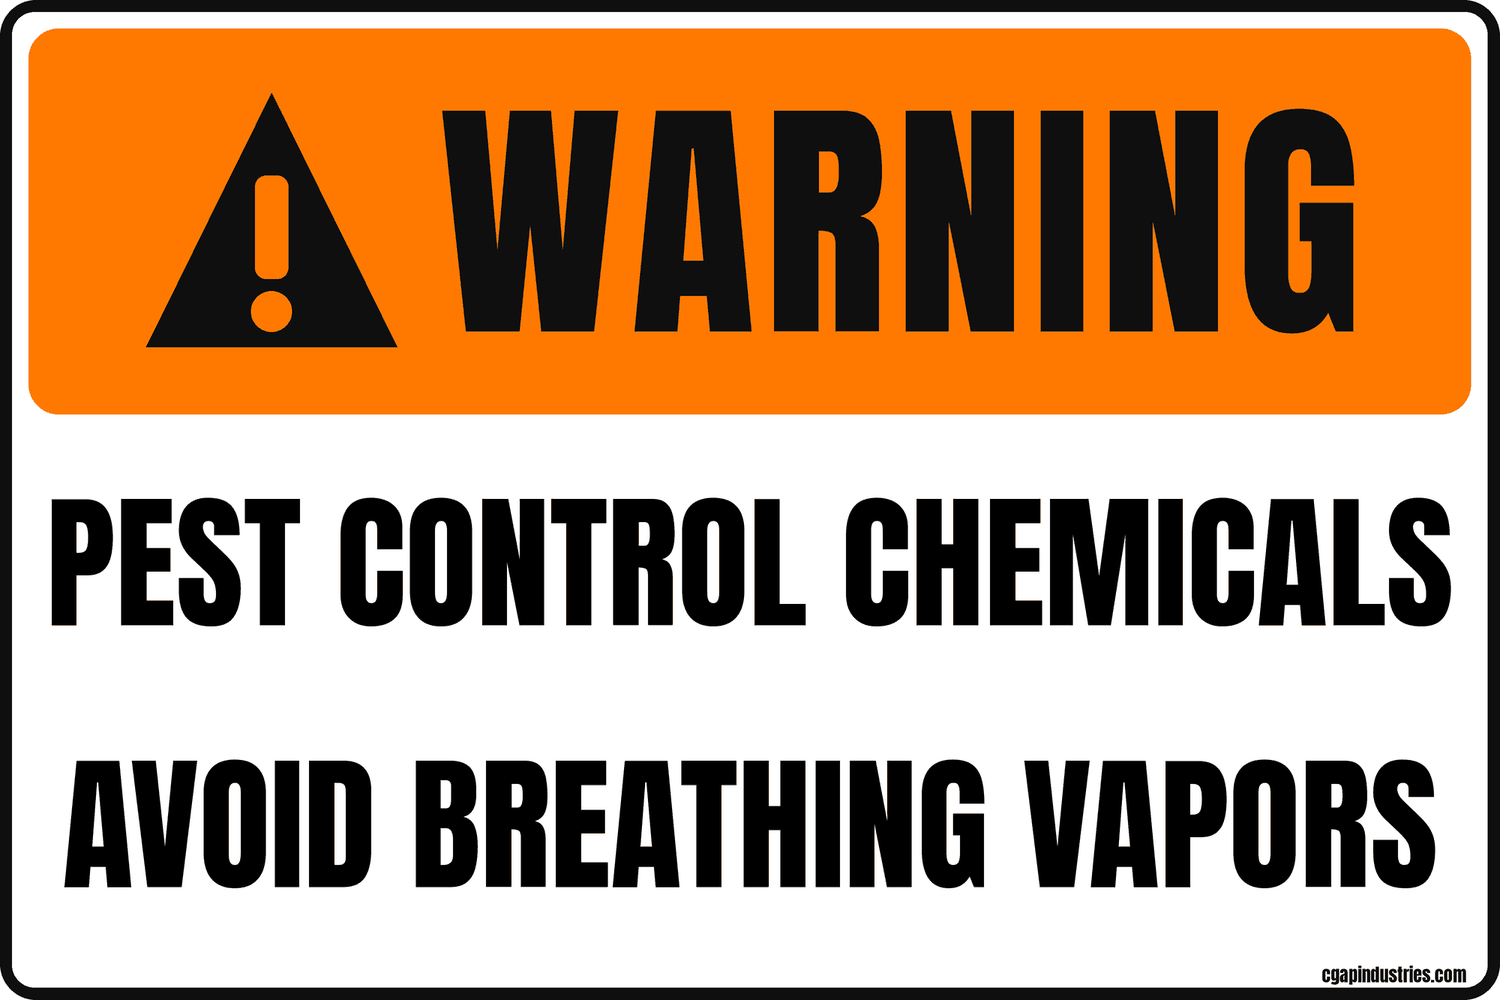 WARNING
PEST CONTROL CHEMICALS
AVOID BREATHING VAPORS
cgapindustries.com